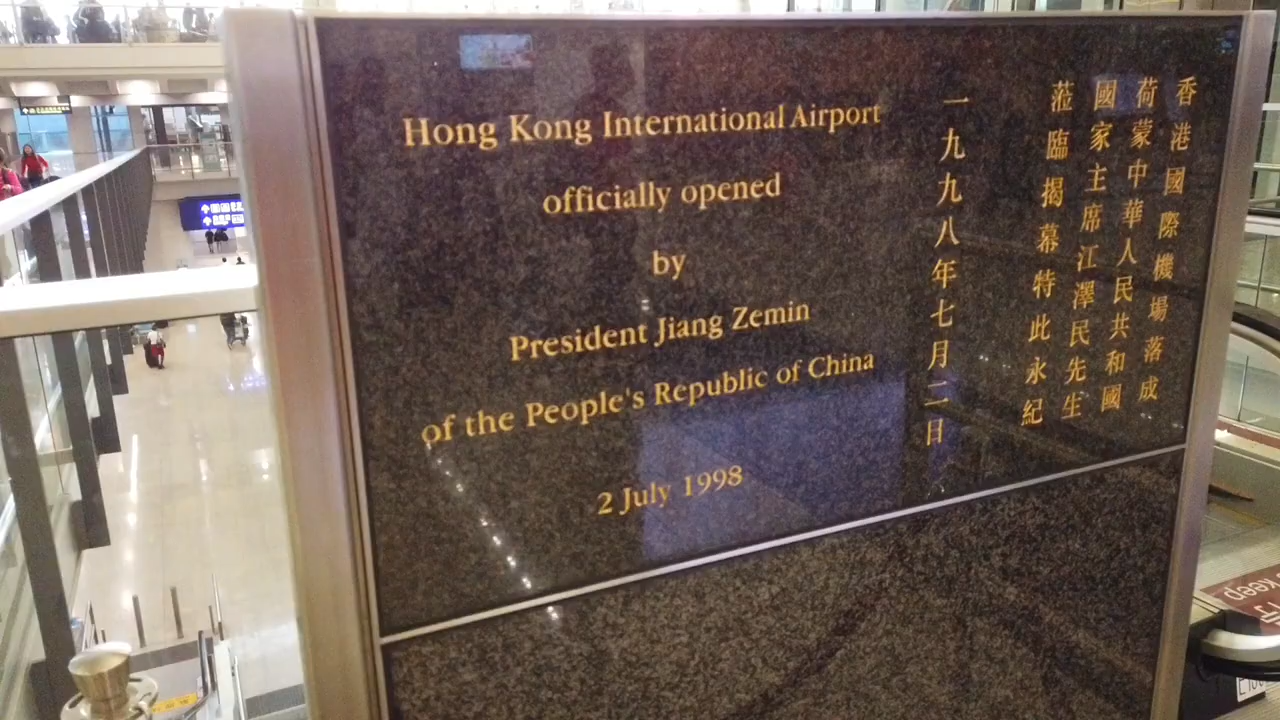 Hong Kong International Airport
officially opened
by
President Jiang Zemin
of the People's Republic of China
2 July 1998
香港國際機場落成
荷蒙中華人民共和國
國家主席江澤民先生
蒞臨揭幕特此永紀
一九九八年七月二日
keep